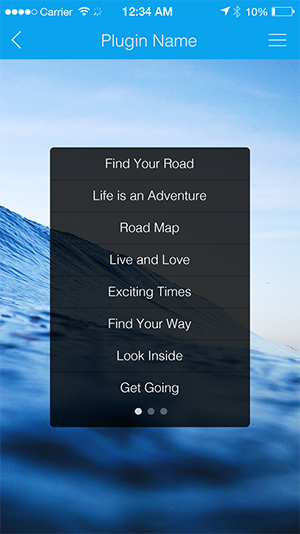 Carrier 12:34 AM 10%
Plugin Name
Find Your Road
Life is an Adventure
Road Map
Live and Love
Exciting Times
Find Your Way
Look Inside
Get Going